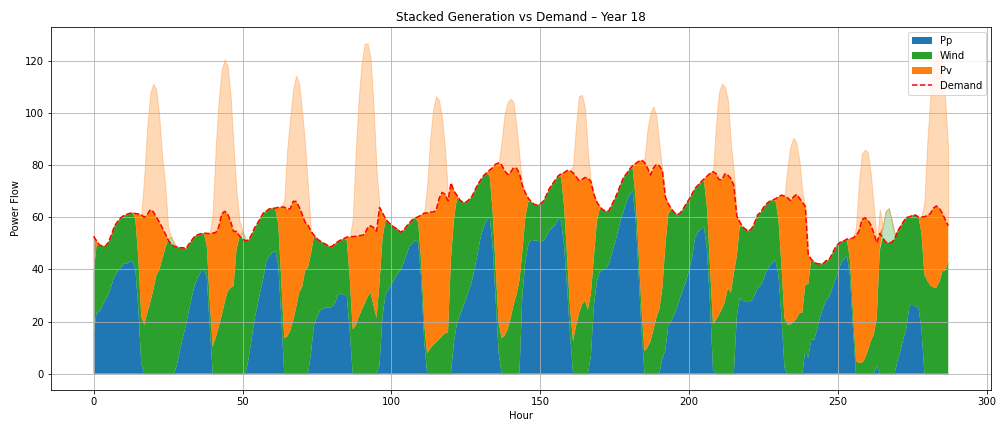 Stacked Generation vs Demand – Year 18
Pp
Wind
Pv
Demand
Power Flow
120
100
80
60
40
20
0
0 50 100 150 200 250 300
Hour